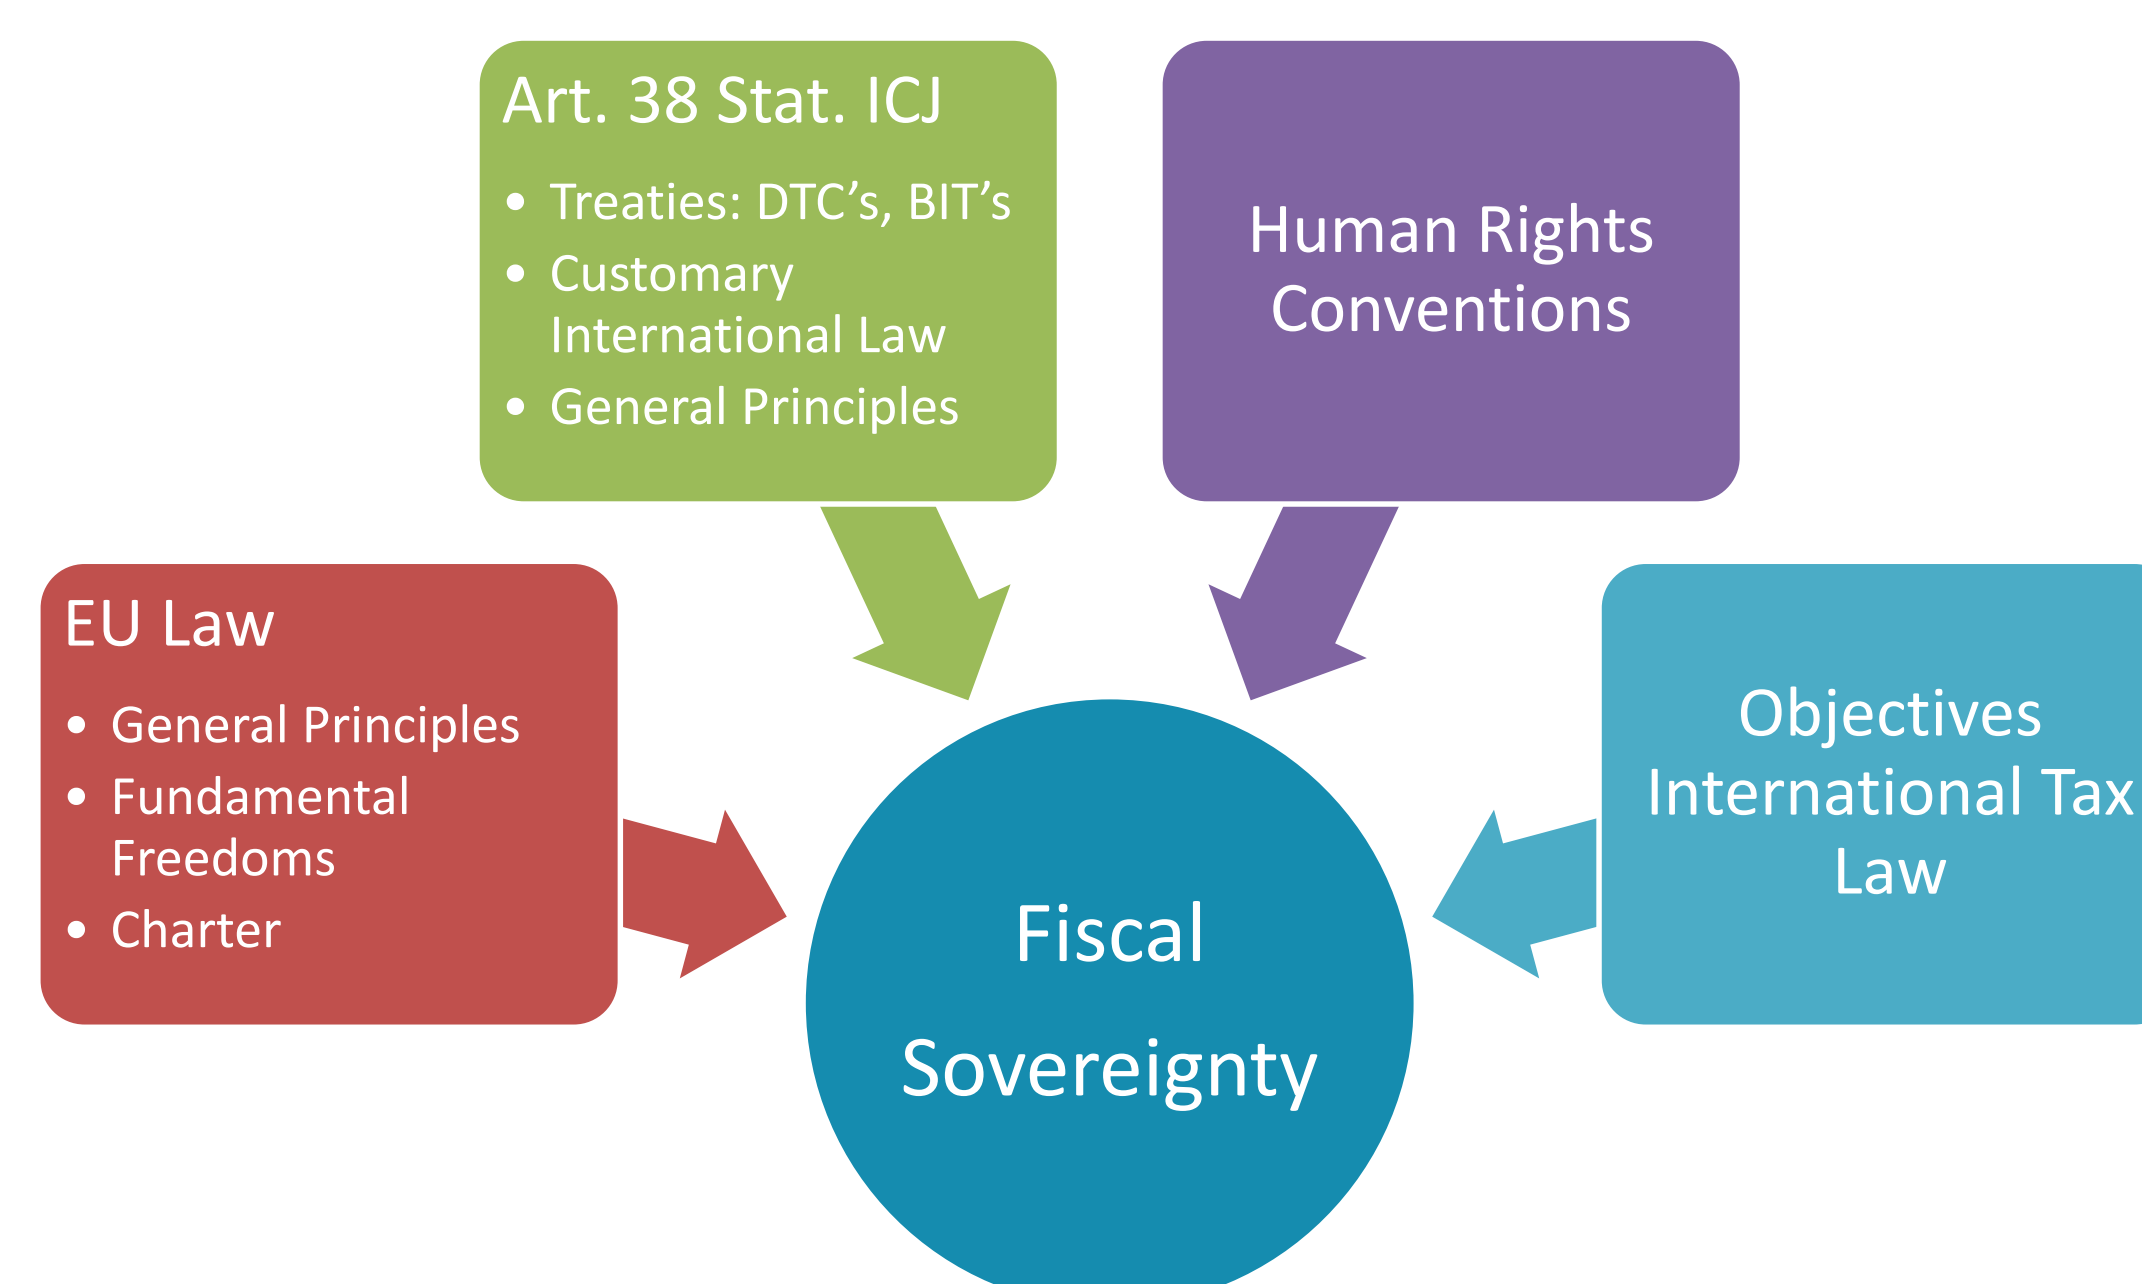 Art. 38 Stat. ICJ
• Treaties: DTC’s, BIT’s
• Customary
International Law
• General Principles
Human Rights
Conventions
EU Law
• General Principles
• Fundamental
Freedoms
• Charter
Objectives
International Tax
Law
Fiscal
Sovereignty